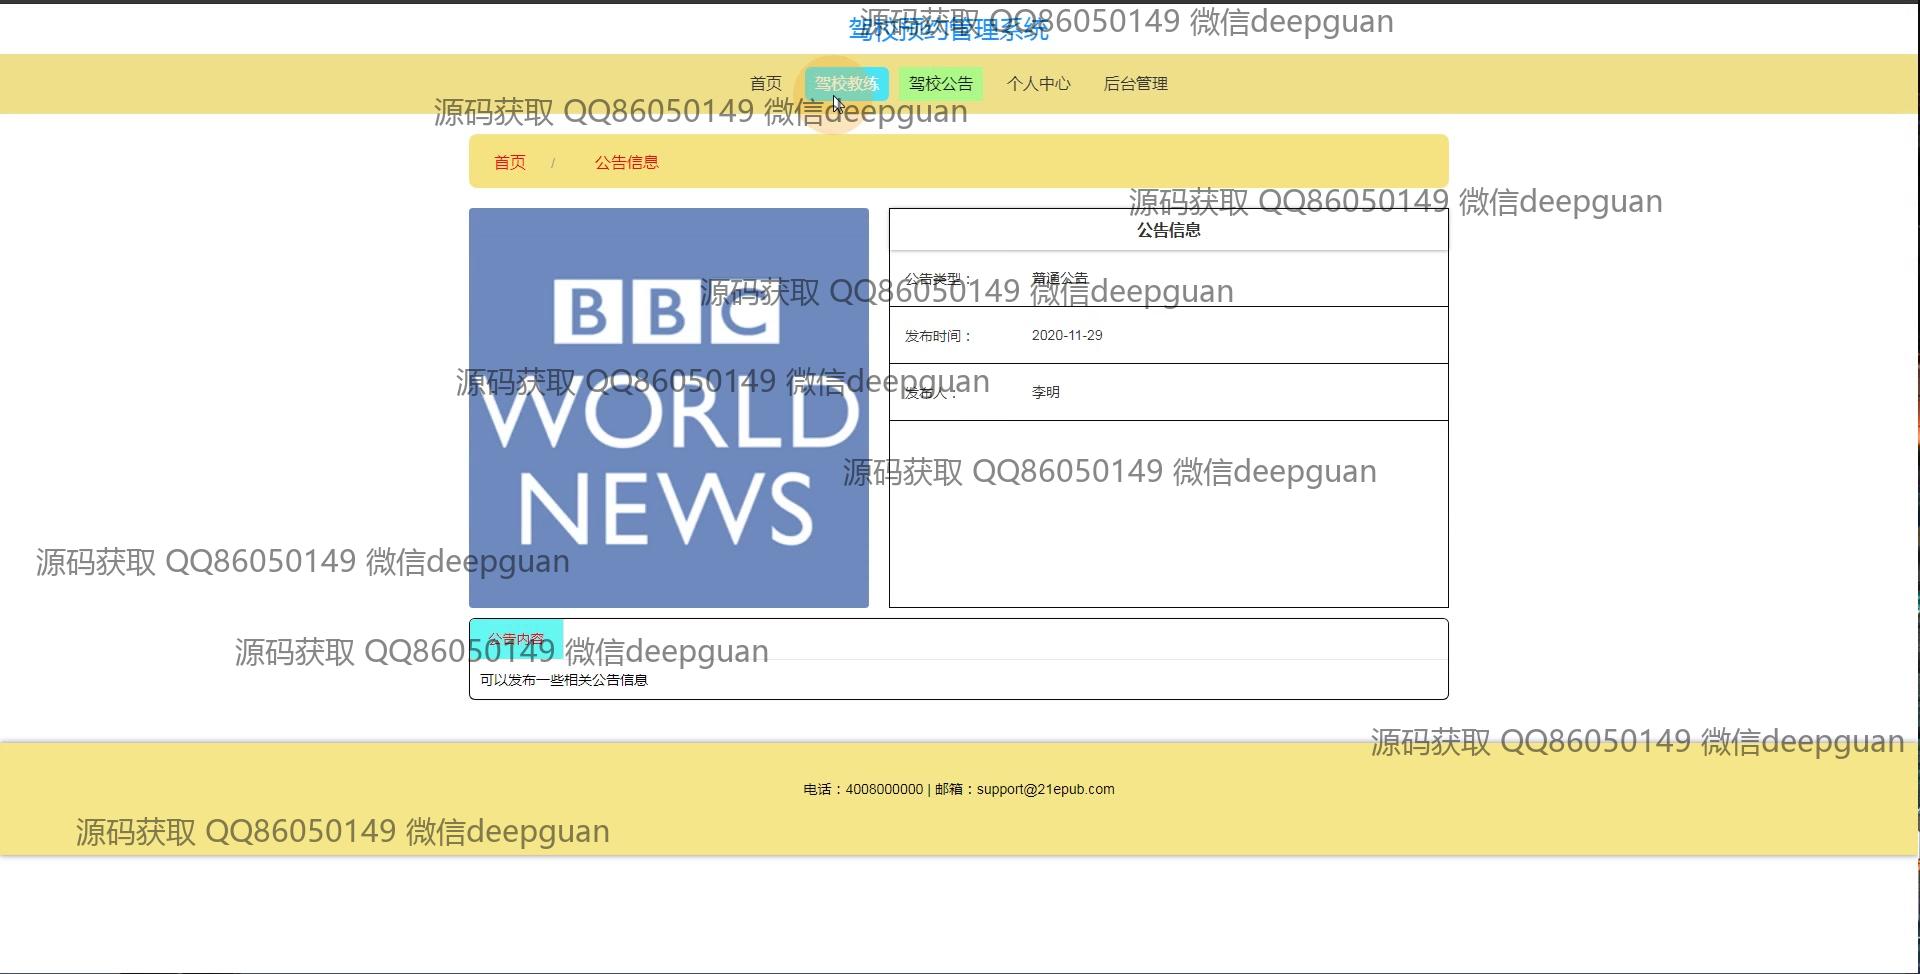 驾校预约管理系统
源码获取 QQ86050149 微信deepguan
首页 驾校教练 驾校公告 个人中心 后台管理
源码获取 QQ86050149 微信deepguan
首页 / 公告信息
源码获取 QQ86050149 微信deepguan
公告信息
公告类型： 普通公告
源码获取 QQ86050149 微信deepguan
BBC
发布时间： 2020-11-29
源码获取 QQ86050149 微信deepguan
发布人： 李明
WORLD
源码获取 QQ86050149 微信deepguan
NEWS
源码获取 QQ86050149 微信deepguan
公告内容
源码获取 QQ86050149 微信deepguan
可以发布一些相关公告信息
源码获取 QQ86050149 微信deepguan
电话：4008000000 | 邮箱：support@21epub.com
源码获取 QQ86050149 微信deepguan